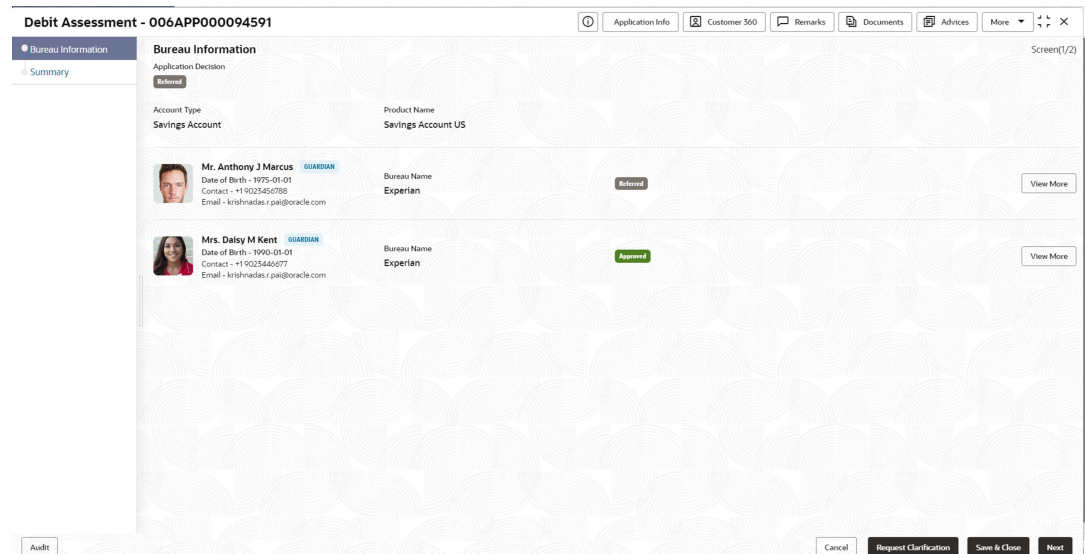 Debit Assessment - 006APP000094591
Application Info
Customer 360
Remarks
Documents
Advices
More
Bureau Information
Summary
Bureau Information
Screen(1/2)
Application Decision
Referred
Account Type
Product Name
Savings Account
Savings Account US
Mr. Anthony J Marcus GUARDIAN
Date of Birth - 1975-01-01
Contact - +19023456788
Email - krishnadas.r.pai@oracle.com
Bureau Name
Experian
Referred
View More
Mrs. Daisy M Kent GUARDIAN
Date of Birth - 1990-01-01
Contact - +19023446677
Email - krishnadas.r.pai@oracle.com
Bureau Name
Experian
Approved
View More
Audit
Cancel
Request Clarification
Save & Close
Next